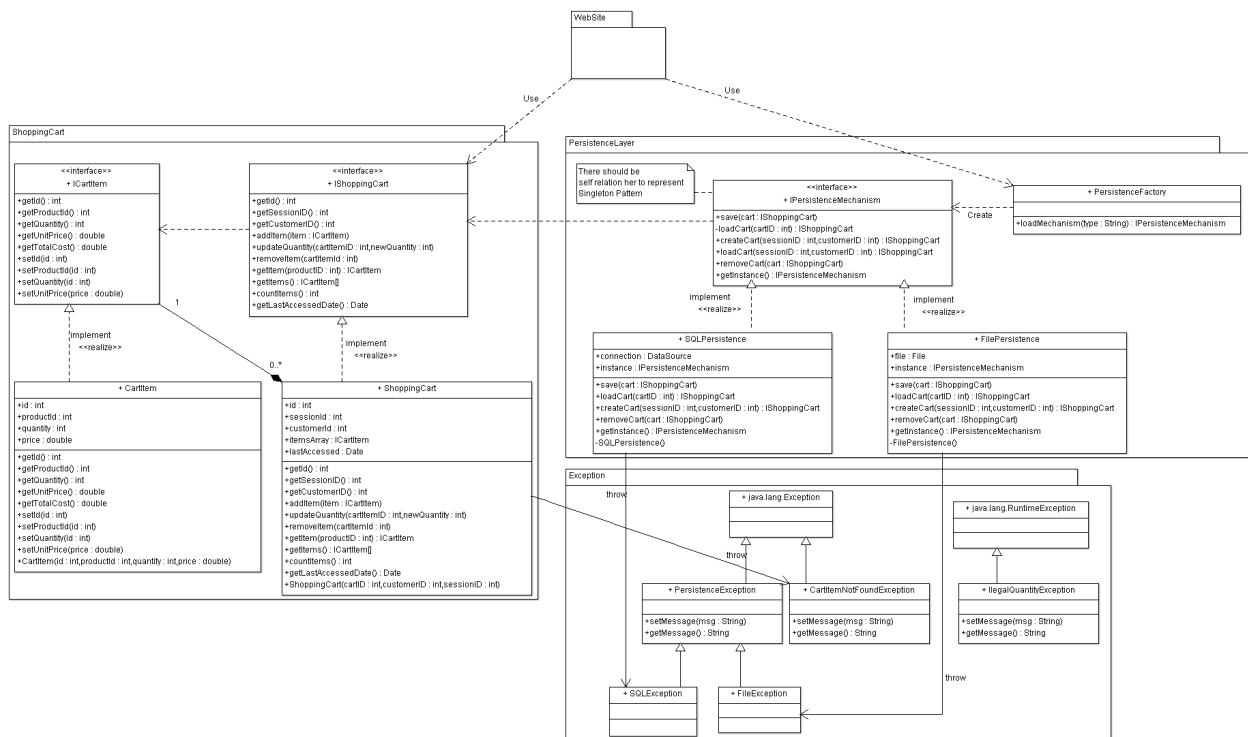 WebSite
Use
Use
ShoppingCart
<<interface>>
+ ICartItem
+getId() : int
+getProductId() : int
+getQuantity() : int
+getUnitPrice() : double
+getTotalCost() : double
+setId(id : int)
+setProductId(id : int)
+setQuantity(id : int)
+setUnitPrice(price : double)
<<interface>>
+ IShoppingCart
+getId() : int
+getSessionID() : int
+getCustomerID() : int
+addItem(item : ICartItem)
+updateQuantity(cartItemID : int,newQuantity : int)
+removeItem(cartItemId : int)
+getItem(productID : int) : ICartItem
+getItems() : ICartItem[]
+countItems() : int
+getLastAccessedDate() : Date
1
0..*
implement
<<realize>>
implement
<<realize>>
+ CartItem
+id : int
+productId : int
+quantity : int
+price : double
+getId() : int
+getProductId() : int
+getQuantity() : int
+getUnitPrice() : double
+getTotalCost() : double
+setId(id : int)
+setProductId(id : int)
+setQuantity(id : int)
+setUnitPrice(price : double)
+CartItem(id : int,productId : int,quantity : int,price : double)
+ ShoppingCart
+id : int
+sessionId : int
+customerId : int
+itemsArray : ICartItem
+lastAccessed : Date
+getId() : int
+getSessionID() : int
+getCustomerID() : int
+addItem(item : ICartItem)
+updateQuantity(cartItemID : int,newQuantity : int)
+removeItem(cartItemId : int)
+getItem(productID : int) : ICartItem
+getItems() : ICartItem[]
+countItems() : int
+getLastAccessedDate() : Date
+ShoppingCart(cartID : int,customerID : int,sessionID : int)
PersistenceLayer
There should be
self relation her to represent
Singleton Pattern
<<interface>>
+ IPersistenceMechanism
+save(cart : IShoppingCart)
-loadCart(cartID : int) : IShoppingCart
+createCart(sessionID : int,customerID : int) : IShoppingCart
+loadCart(sessionID : int,customerID : int) : IShoppingCart
+removeCart(cart : IShoppingCart)
+getInstance() : IPersistenceMechanism
Create
+ PersistenceFactory
+loadMechanism(type : String) : IPersistenceMechanism
implement
<<realize>>
implement
<<realize>>
+ SQLPersistence
+connection : DataSource
+instance : IPersistenceMechanism
+save(cart : IShoppingCart)
+loadCart(cartID : int) : IShoppingCart
+createCart(sessionID : int,customerID : int) : IShoppingCart
+removeCart(cart : IShoppingCart)
+getInstance() : IPersistenceMechanism
-SQLPersistence()
+ FilePersistence
+file : File
+instance : IPersistenceMechanism
+save(cart : IShoppingCart)
+loadCart(cartID : int) : IShoppingCart
+createCart(sessionID : int,customerID : int) : IShoppingCart
+removeCart(cart : IShoppingCart)
+getInstance() : IPersistenceMechanism
-FilePersistence()
Exception
throw
+ java.lang.Exception
+ java.lang.RuntimeException
throw
+ PersistenceException
+setMessage(msg : String)
+getMessage() : String
+ CartItemNotFoundException
+setMessage(msg : String)
+getMessage() : String
+ IlegalQuantityException
+setMessage(msg : String)
+getMessage() : String
throw
+ SQLException
+ FileException